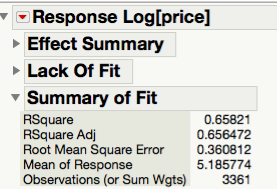 Response Log[price]
Effect Summary
Lack Of Fit
Summary of Fit
RSquare 0.65821
RSquare Adj 0.656472
Root Mean Square Error 0.360812
Mean of Response 5.185774
Observations (or Sum Wgts) 3361